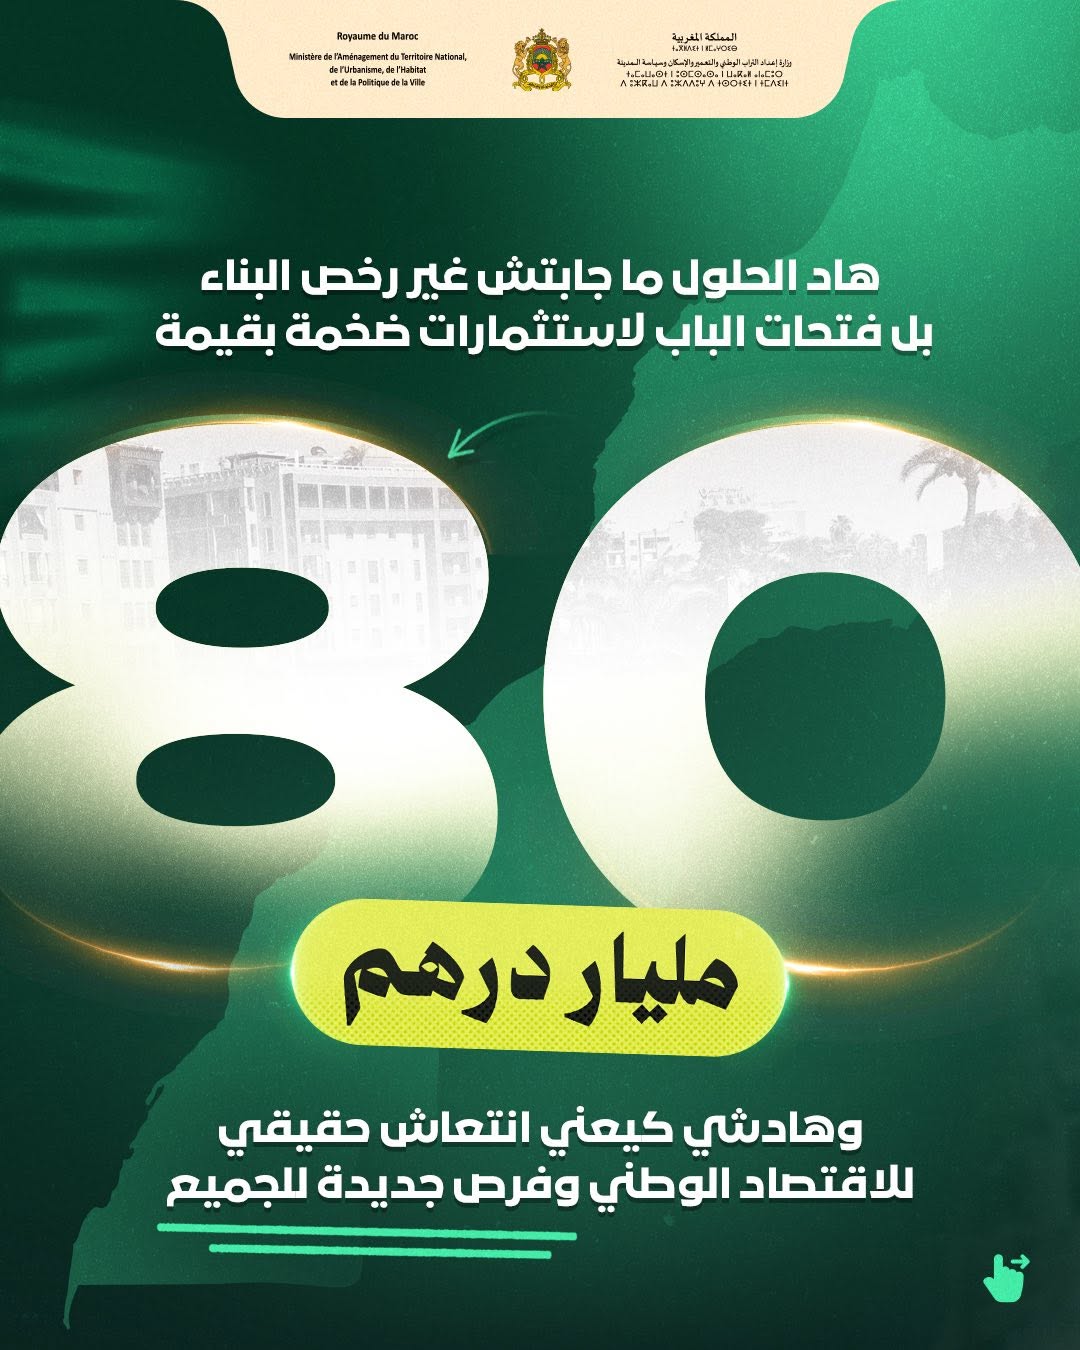 Royaume du Maroc
Ministère de l'Aménagement du Territoire National,
de l'Urbanisme, de l'Habitat
et de la Politique de la Ville
المملكة المغربية
ⵜⴰⴳⵍⴷⵉⵜ ⵏ ⵍⵎⵖⵔⵉⴱ
وزارة إعداد التراب الوطني والتعمير والإسكان وسياسة المدينة
هاد الحلول ما جابتش غير رخص البناء
بل فتحات الباب لاستثمارات ضخمة بقيمة
80
مليار درهم
وهادشي كيعني انتعاش حقيقي
للاقتصاد الوطني وفرص جديدة للجميع